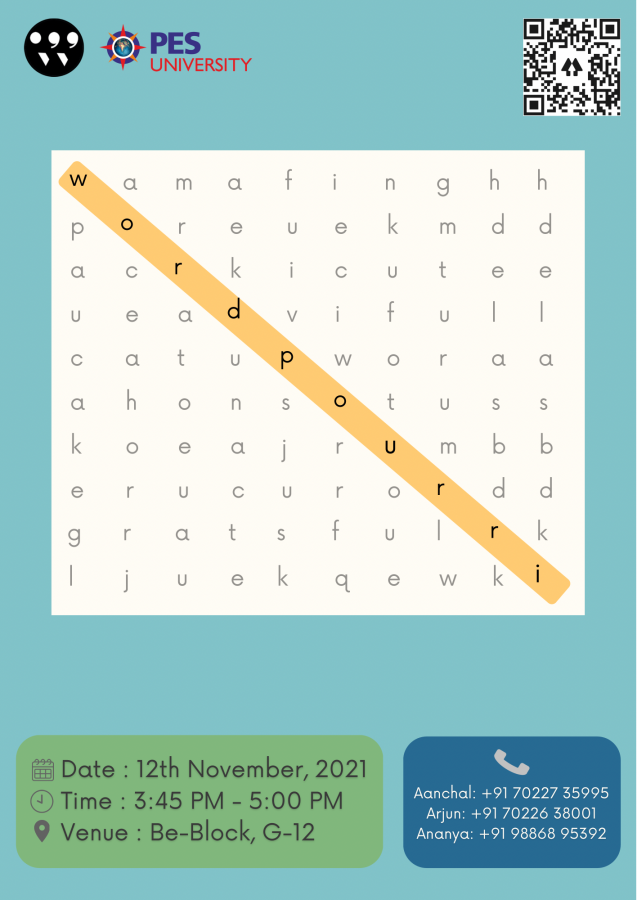 PES
UNIVERSITY
w a m a f i n g h h
p o r e u e k m d d
a c r k i c u t e e
u e a d v i f u l l
c a t u p w o r a a
a h o n s o t u s s
k o e a j r u m b b
e r u c u r o r d d
g r a t s f u l r k
l j u e k q e w k i
Date : 12th November, 2021
Time : 3:45 PM - 5:00 PM
Venue : Be-Block, G-12
Aanchal: +91 70227 35995
Arjun: +91 70226 38001
Ananya: +91 98868 95392